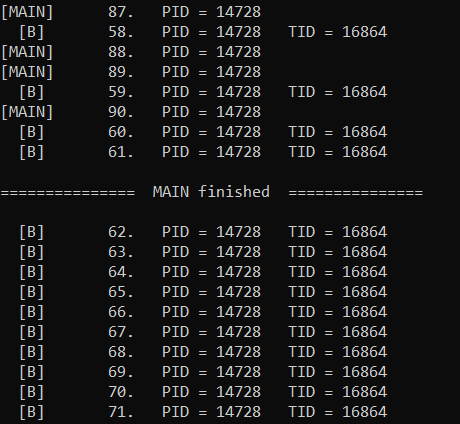 [MAIN]      87.   PID = 14728
  [B]       58.   PID = 14728   TID = 16864
[MAIN]      88.   PID = 14728
[MAIN]      89.   PID = 14728
  [B]       59.   PID = 14728   TID = 16864
[MAIN]      90.   PID = 14728
  [B]       60.   PID = 14728   TID = 16864
  [B]       61.   PID = 14728   TID = 16864
===============  MAIN finished  ===============
  [B]       62.   PID = 14728   TID = 16864
  [B]       63.   PID = 14728   TID = 16864
  [B]       64.   PID = 14728   TID = 16864
  [B]       65.   PID = 14728   TID = 16864
  [B]       66.   PID = 14728   TID = 16864
  [B]       67.   PID = 14728   TID = 16864
  [B]       68.   PID = 14728   TID = 16864
  [B]       69.   PID = 14728   TID = 16864
  [B]       70.   PID = 14728   TID = 16864
  [B]       71.   PID = 14728   TID = 16864